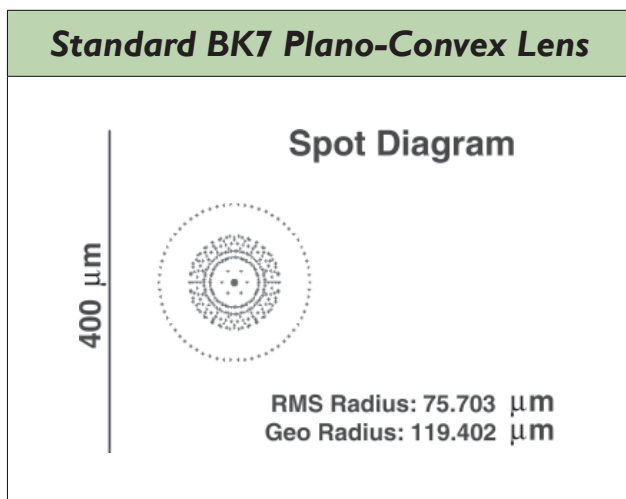 Standard BK7 Plano-Convex Lens
Spot Diagram
400 μm
RMS Radius: 75.703 μm
Geo Radius: 119.402 μm